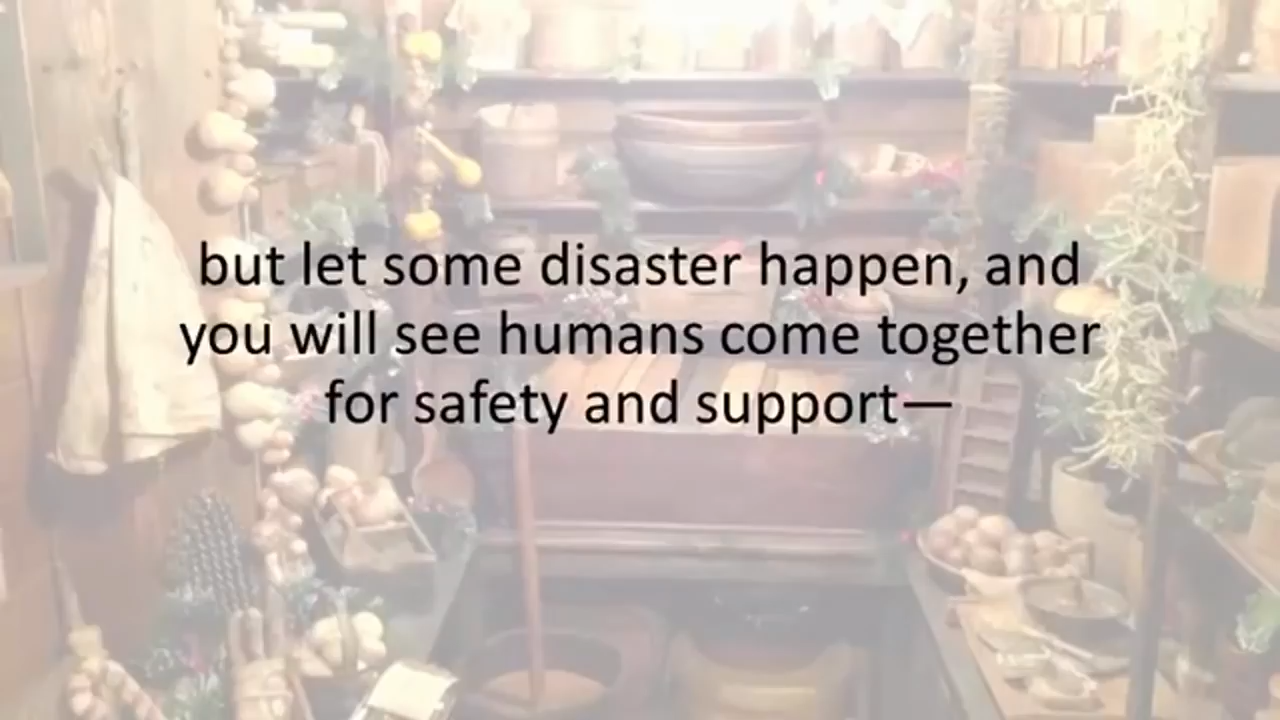 but let some disaster happen, and
you will see humans come together
for safety and support—